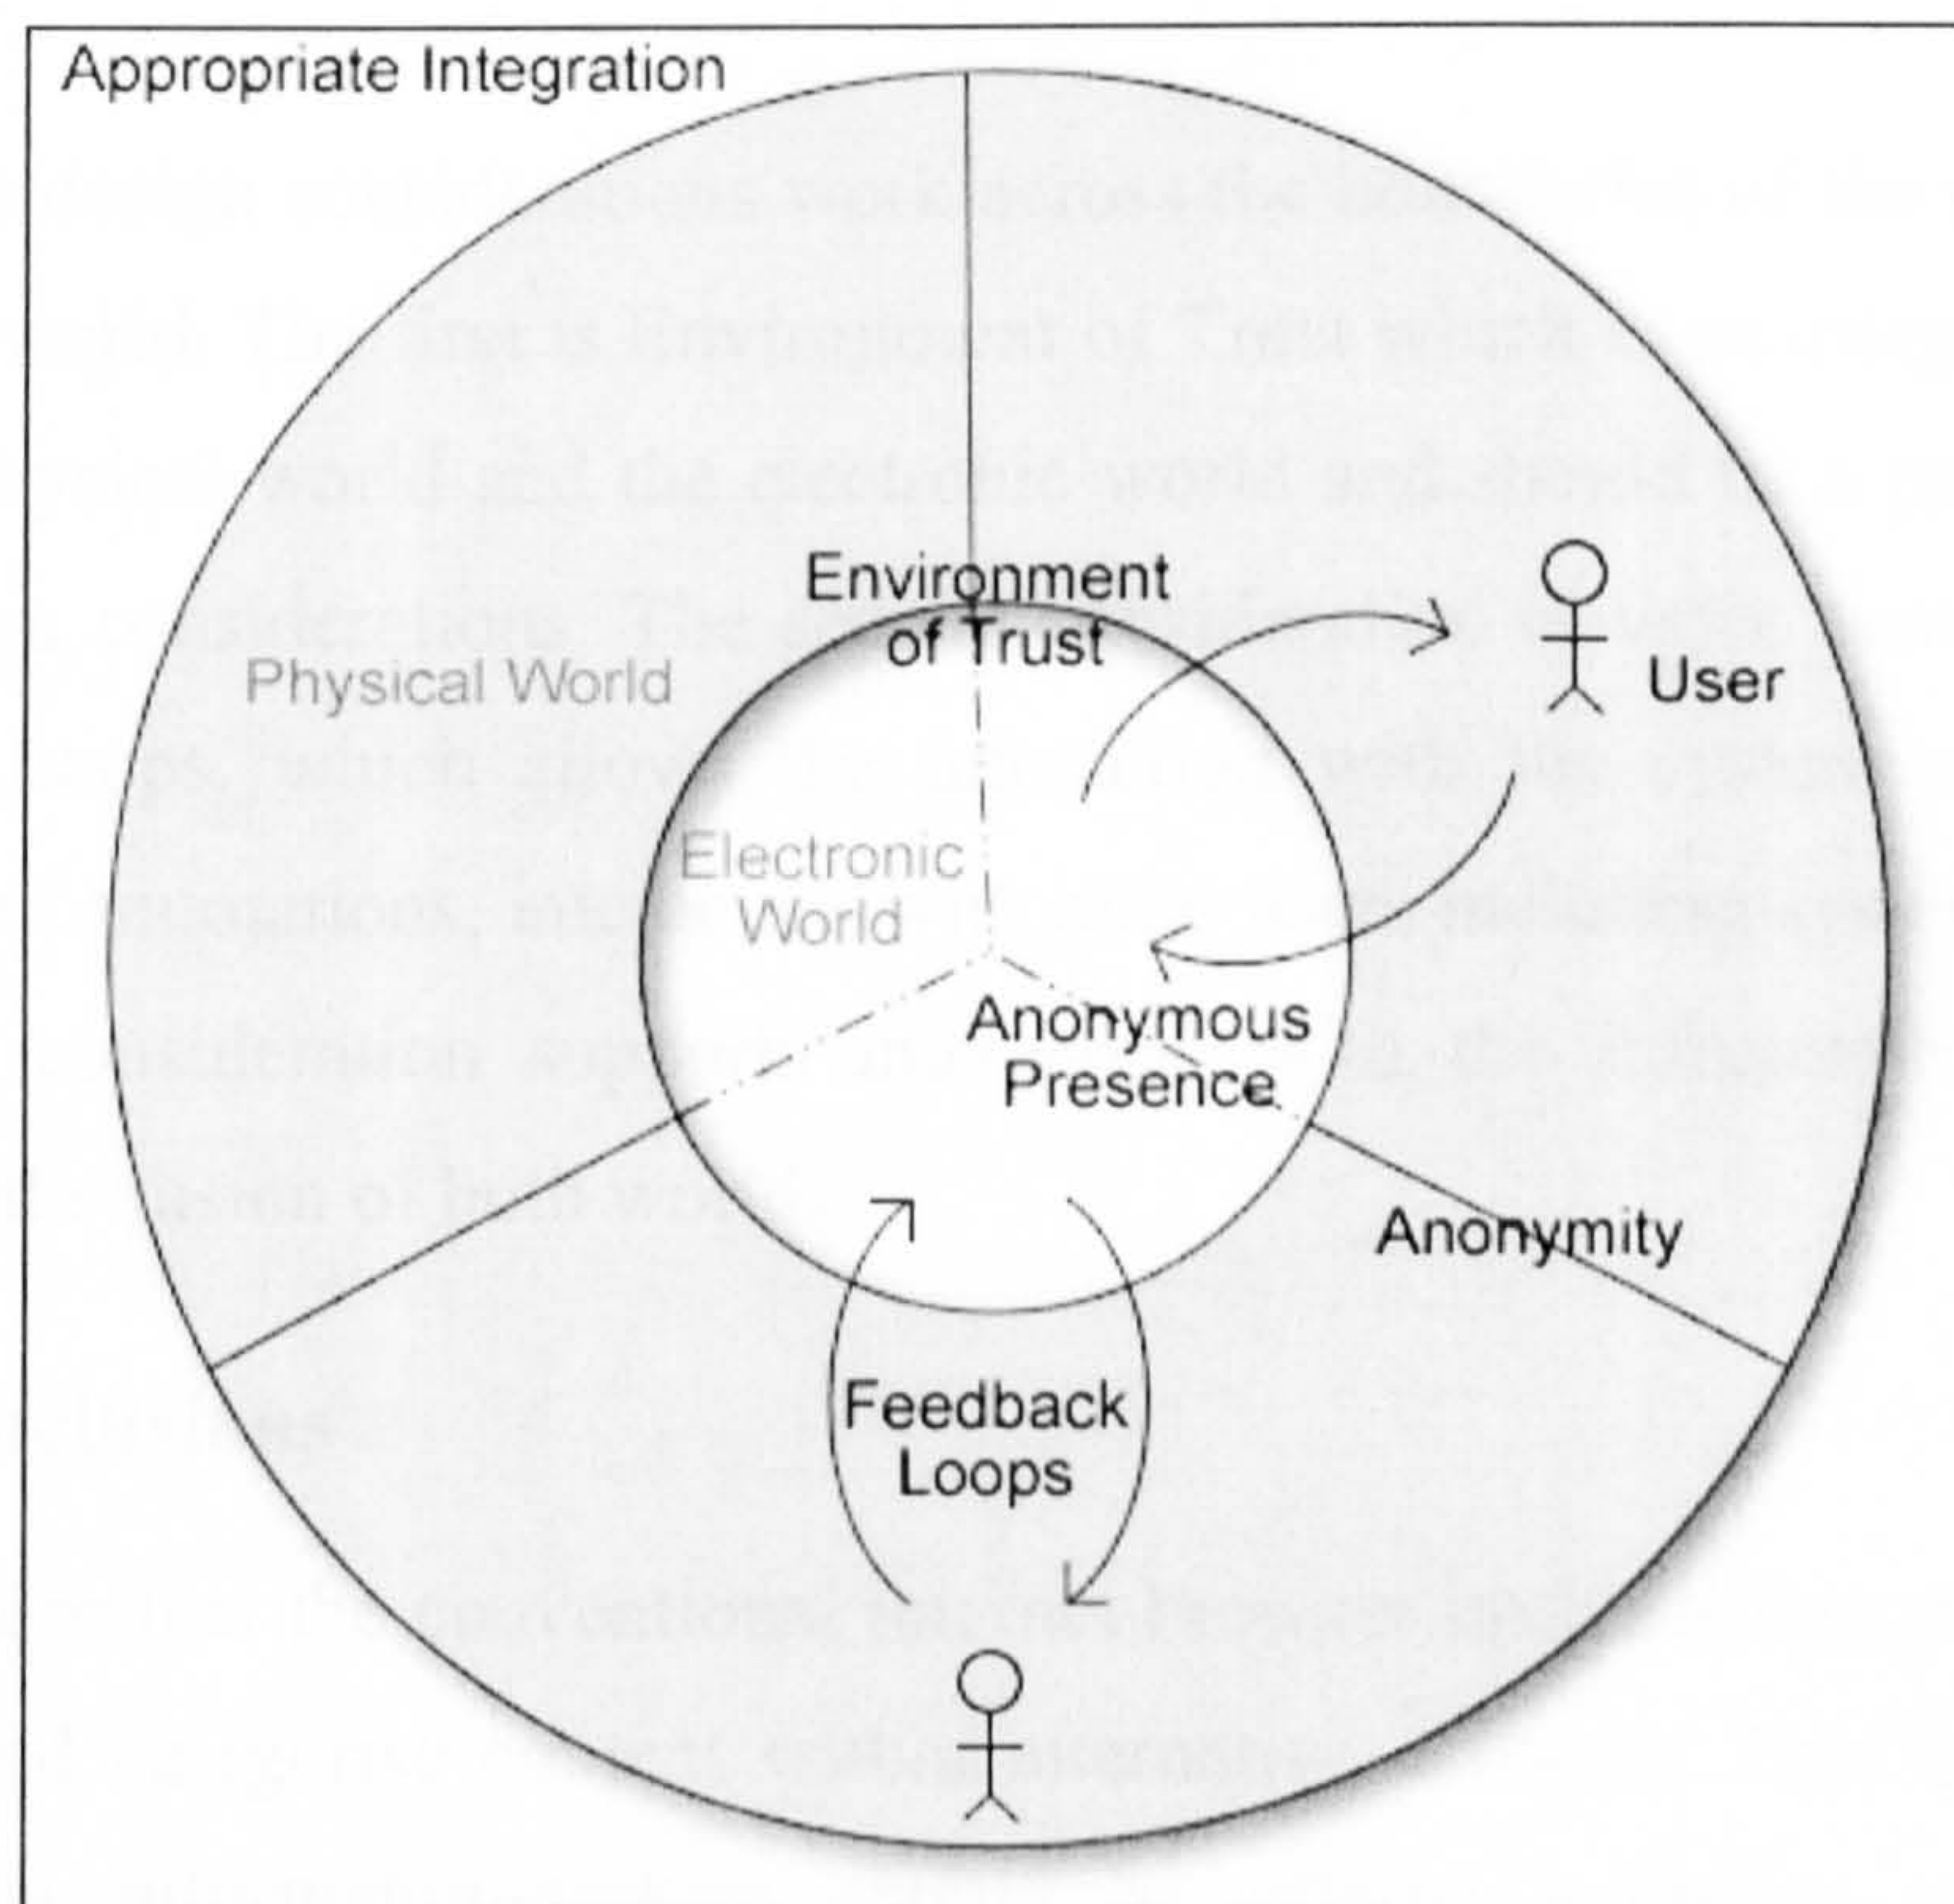 Appropriate Integration
Environment
of Trust
Physical World
User
Electronic
World
Anonymous
Presence
Anonymity
Feedback
Loops